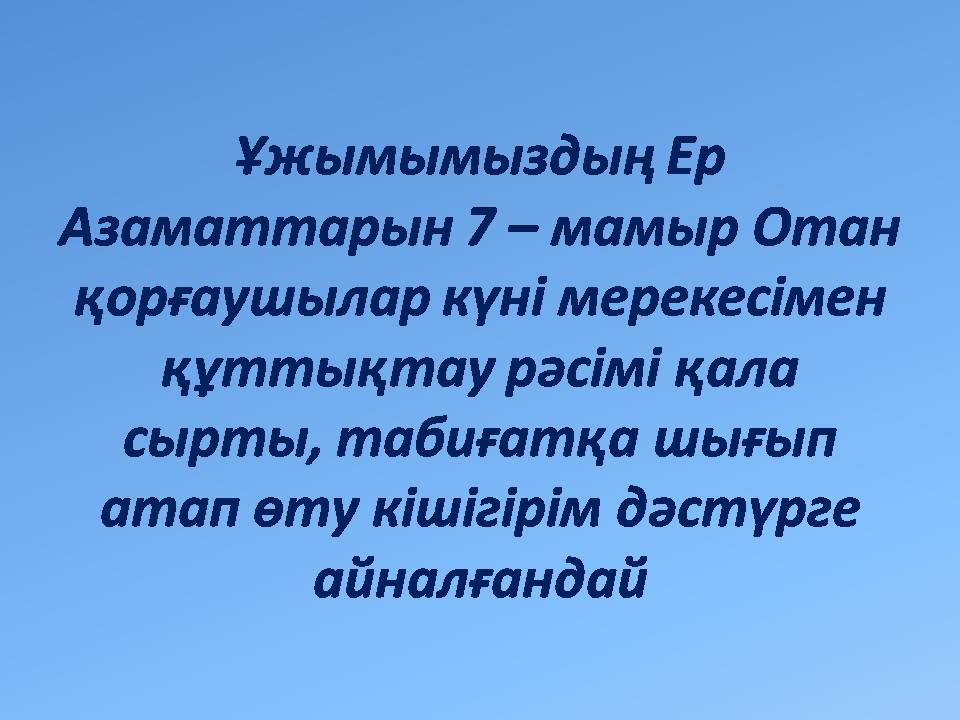 Ұжымымыздың Ер
Азаматтарын 7 – мамыр Отан
қорғаушылар күні мерекесімен
құттықтау рәсімі қала
сырты, табиғатқа шығып
атап өту кішігірім дәстүрге
айналғандай